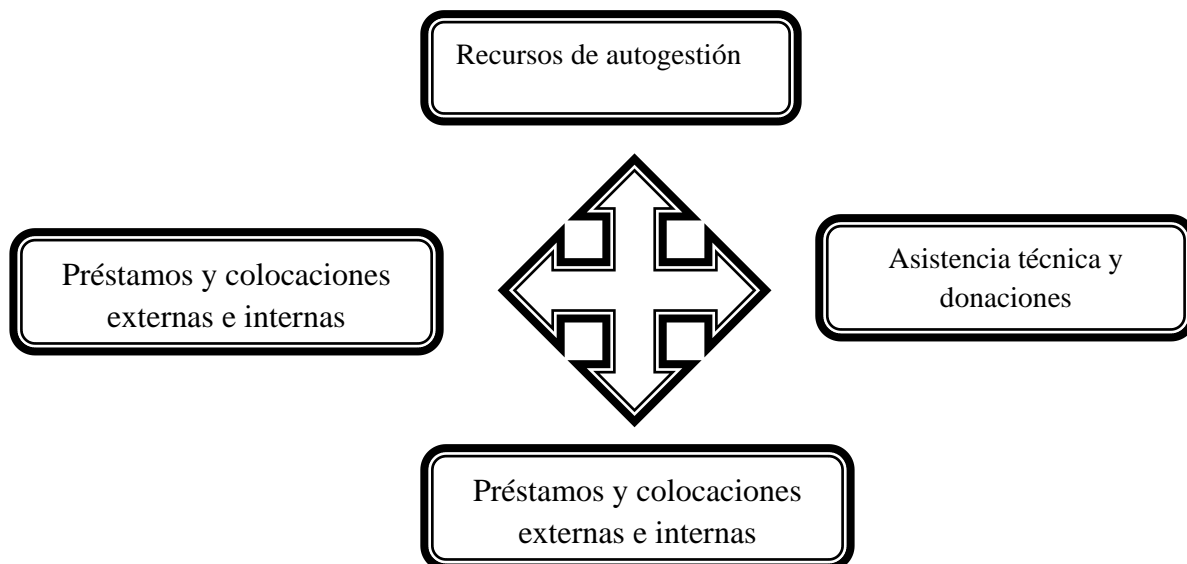 Recursos de autogestión
Préstamos y colocaciones
externas e internas
Asistencia técnica y
donaciones
Préstamos y colocaciones
externas e internas